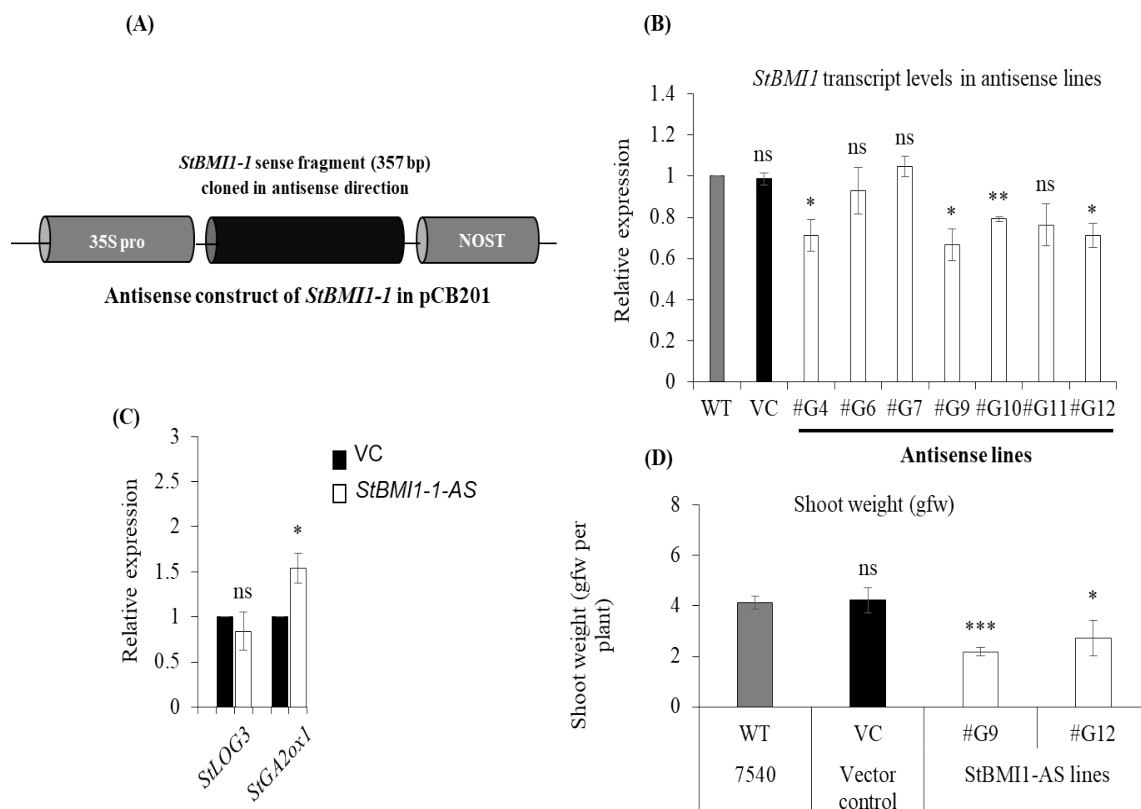 (A)
StBMI1-1 sense fragment (357 bp)
cloned in antisense direction
35S pro
NOST
Antisense construct of StBMI1-1 in pCB201
(B)
StBMI1 transcript levels in antisense lines
Relative expression
1.4
1.2
1
0.8
0.6
0.4
0.2
0
ns
*
ns
ns
*
**
ns
*
WT
VC
#G4
#G6
#G7
#G9
#G10
#G11
#G12
Antisense lines
(C)
Relative expression
3
2.5
2
1.5
1
0.5
0
VC
StBMI1-1-AS
ns
*
StLOG3
StGA2ox1
(D)
Shoot weight (gfw)
Shoot weight (gfw per
plant)
8
6
4
2
0
ns
***
*
WT
VC
#G9
#G12
7540
Vector
control
StBMI1-AS lines